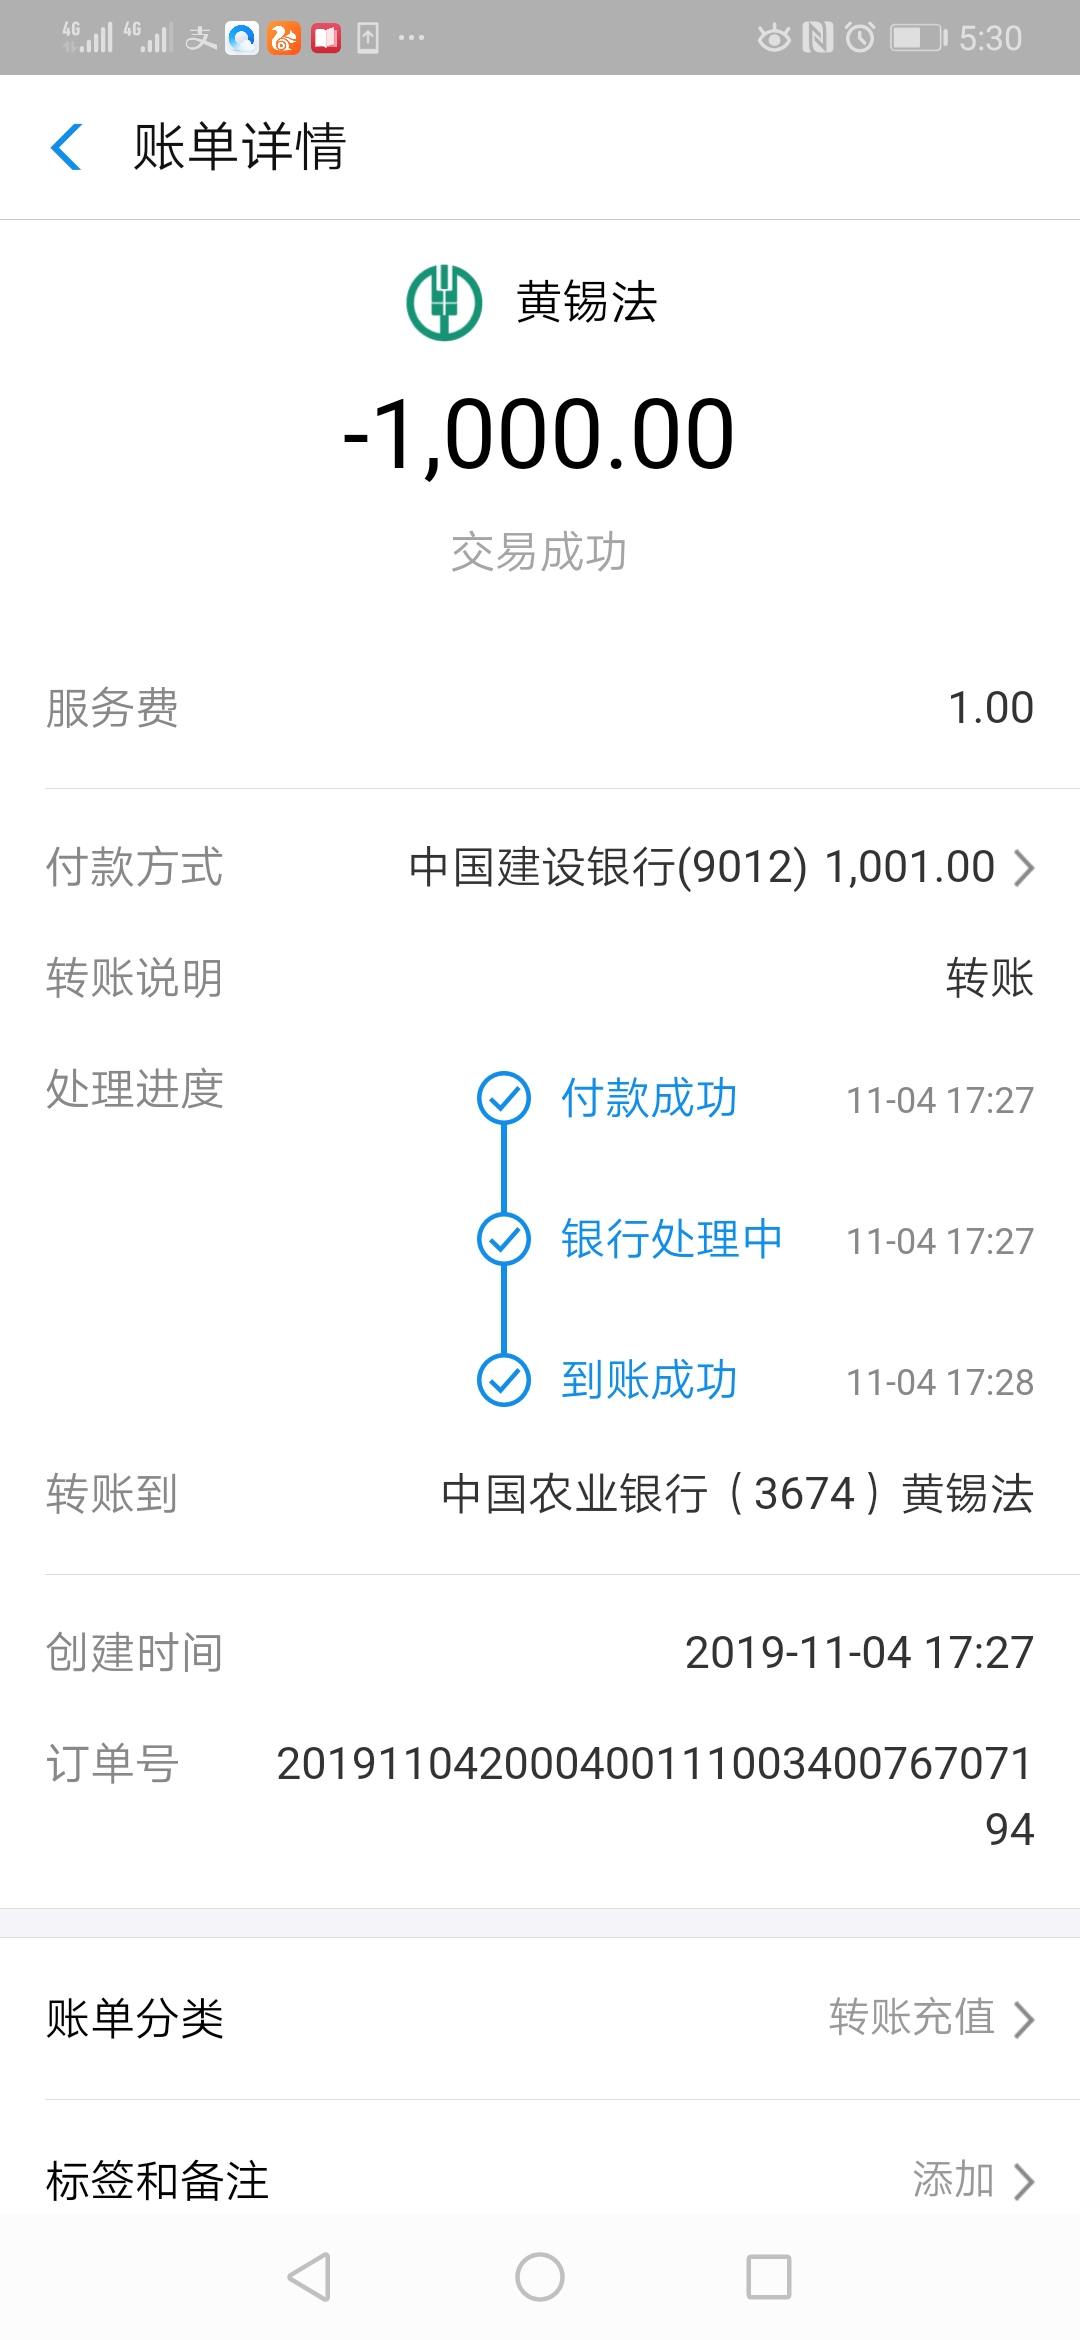 4G 4G 支 5:30
账单详情
黄锡法
-1,000.00
交易成功
服务费 1.00
付款方式 中国建设银行(9012) 1,001.00
转账说明 转账
处理进度 付款成功 11-04 17:27
银行处理中 11-04 17:27
到账成功 11-04 17:28
转账到 中国农业银行（3674）黄锡法
创建时间 2019-11-04 17:27
订单号 201911042000400111003400767071
94
账单分类 转账充值
标签和备注 添加